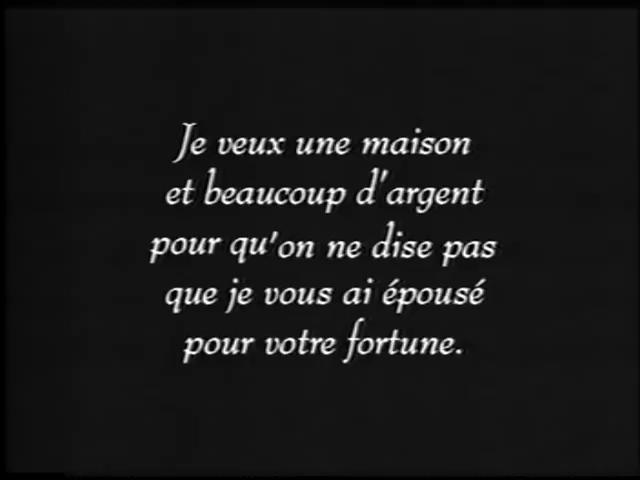 Je veux une maison
et beaucoup d'argent
pour qu'on ne dise pas
que je vous ai épousé
pour votre fortune.